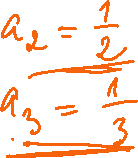 a₂ = 1/2
a₃ = 1/3